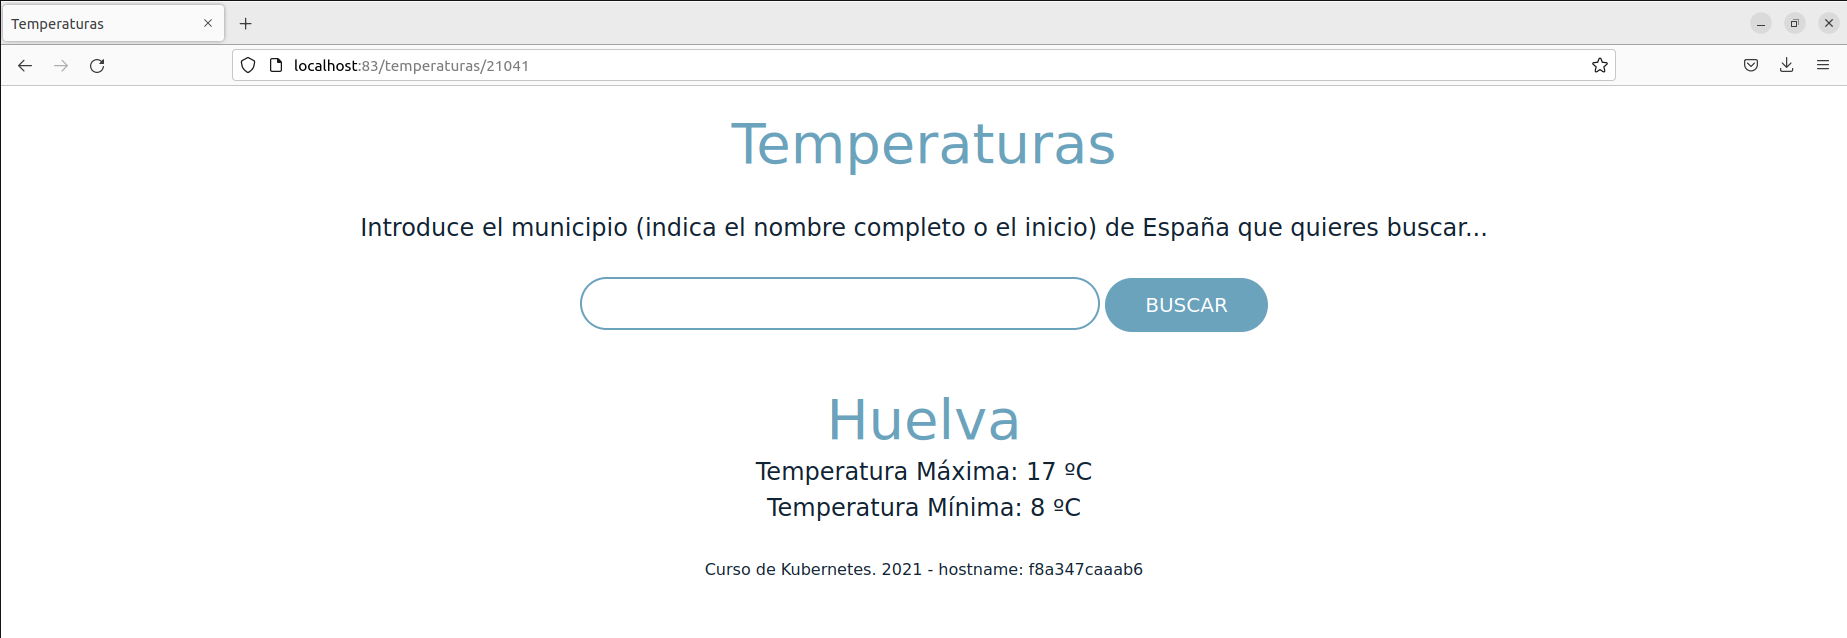 Temperaturas
localhost:83/temperaturas/21041
Temperaturas
Introduce el municipio (indica el nombre completo o el inicio) de España que quieres buscar...
BUSCAR
Huelva
Temperatura Máxima: 17 ºC
Temperatura Mínima: 8 ºC
Curso de Kubernetes. 2021 - hostname: f8a347caaab6